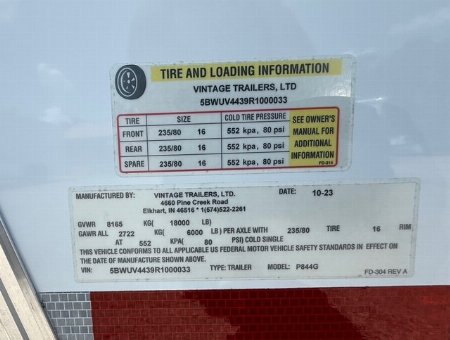 TIRE AND LOADING INFORMATION
VINTAGE TRAILERS, LTD
5BWUV4439R1000033
TIRE SIZE COLD TIRE PRESSURE
FRONT 235/80 16 552 kpa, 80 psi
REAR 235/80 16 552 kpa, 80 psi
SPARE 235/80 16 552 kpa, 80 psi
SEE OWNER'S
MANUAL FOR
ADDITIONAL
INFORMATION
FD-315
MANUFACTURED BY: VINTAGE TRAILERS, LTD. DATE: 10-23
4660 Pine Creek Road
Elkhart, IN 46516 * 1(574)522-2261
GVWR 8165 KG( 18000 LB)
GAWR ALL 2722 KG( 6000 LB) PER AXLE WITH 235/80 16 RIM
AT 552 KPA( 80 PSI) COLD SINGLE
THIS VEHICLE CONFORMS TO ALL APPLICABLE US FEDERAL MOTOR VEHICLE SAFETY STANDARDS IN EFFECT ON
THE DATE OF MANUFACTURE SHOWN ABOVE.
VIN: 5BWUV4439R1000033 TYPE: TRAILER MODEL: P844G
FD-304 REV A